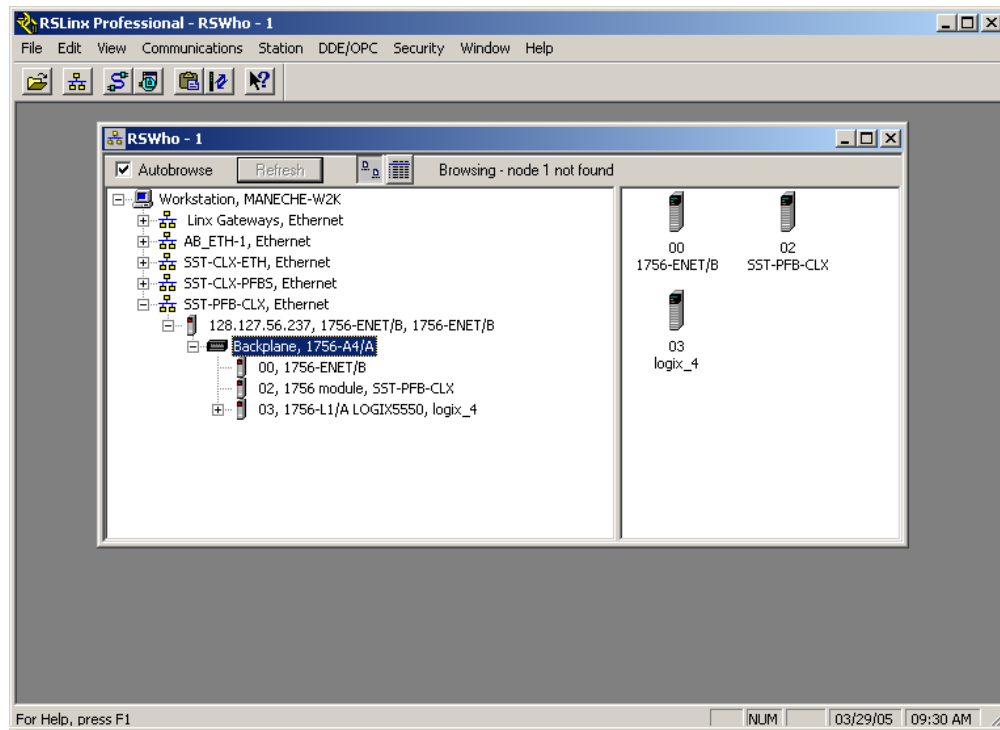 RSLinx Professional - RSWho - 1
File Edit View Communications Station DDE/OPC Security Window Help
RSWho - 1
Autobrowse Refresh Browsing - node 1 not found
Workstation, MANECHE-W2K
Linx Gateways, Ethernet
AB_ETH-1, Ethernet
SST-CLX-ETH, Ethernet
SST-CLX-PFBS, Ethernet
SST-PFB-CLX, Ethernet
128.127.56.237, 1756-ENET/B, 1756-ENET/B
Backplane, 1756-A4/A
00, 1756-ENET/B
02, 1756 module, SST-PFB-CLX
03, 1756-L1/A LOGIX5550, logix_4
00 02
1756-ENET/B SST-PFB-CLX
03
logix_4
For Help, press F1 NUM 03/29/05 09:30 AM